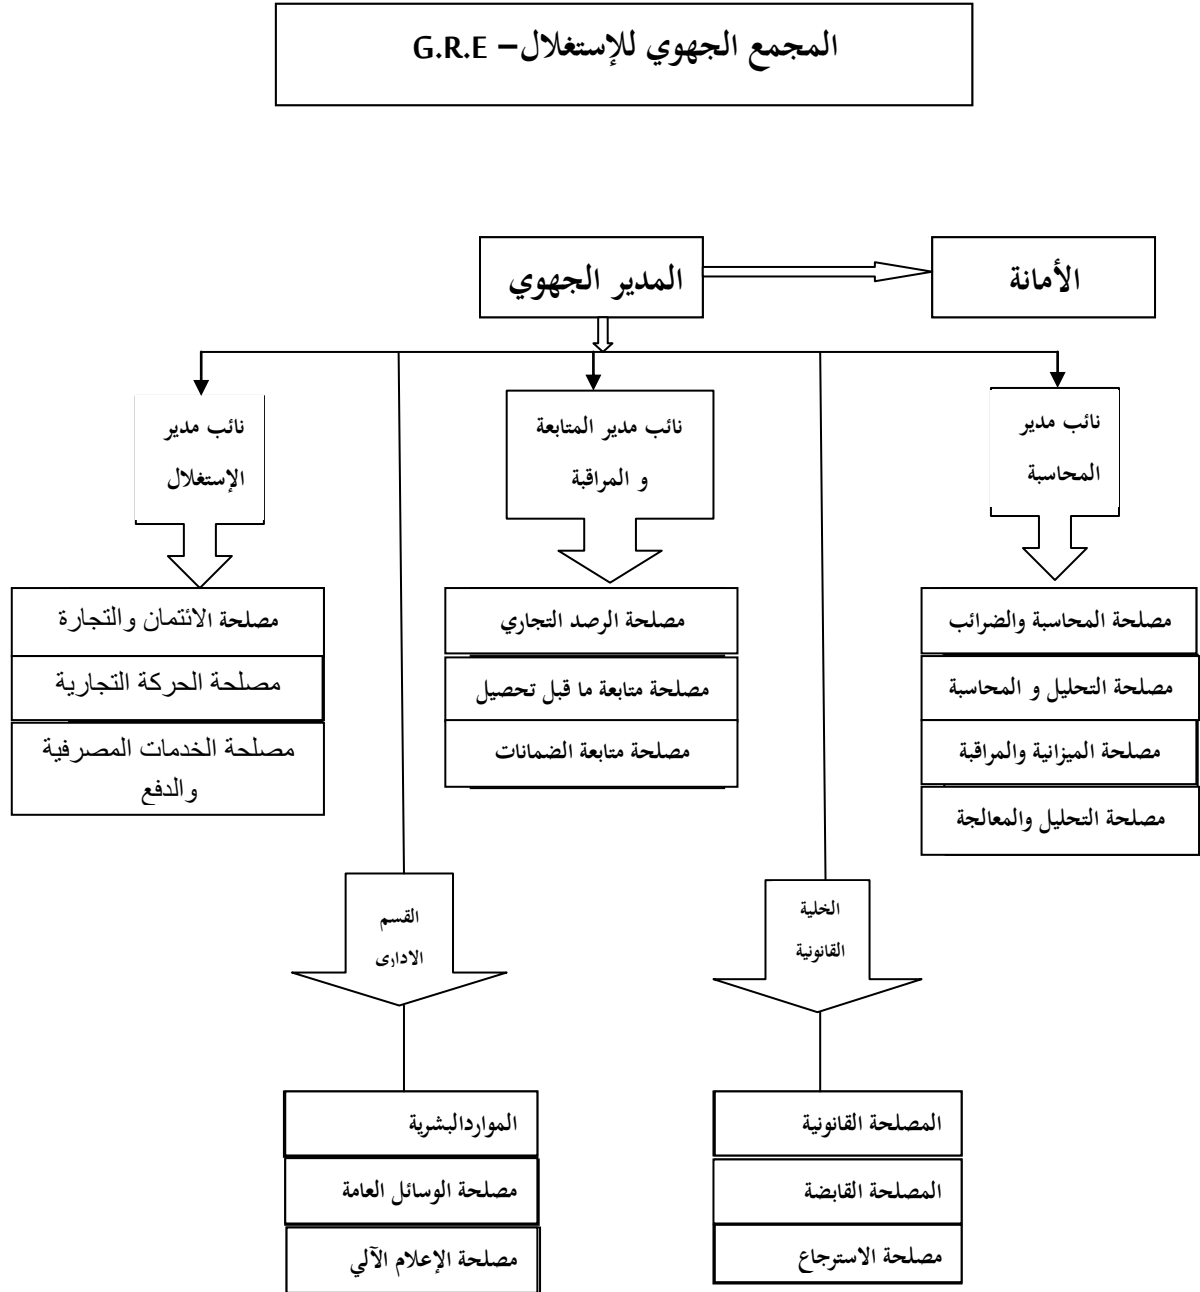 المجمع الجهوي للإستغلال– G.R.E
المدير الجهوي
الأمانة
نائب مدير
المحاسبة
نائب مدير المتابعة
و المراقبة
نائب مدير
الإستغلال
مصلحة المحاسبة والضرائب
مصلحة التحليل و المحاسبة
مصلحة الميزانية والمراقبة
مصلحة التحليل والمعالجة
مصلحة الرصد التجاري
مصلحة متابعة ما قبل تحصيل
مصلحة متابعة الضمانات
مصلحة الائتمان والتجارة
مصلحة الحركة التجارية
مصلحة الخدمات المصرفية
والدفع
الخلية
القانونية
القسم
الادارى
المصلحة القانونية
المصلحة القابضة
مصلحة الاسترجاع
المواردالبشرية
مصلحة الوسائل العامة
مصلحة الإعلام الآلي